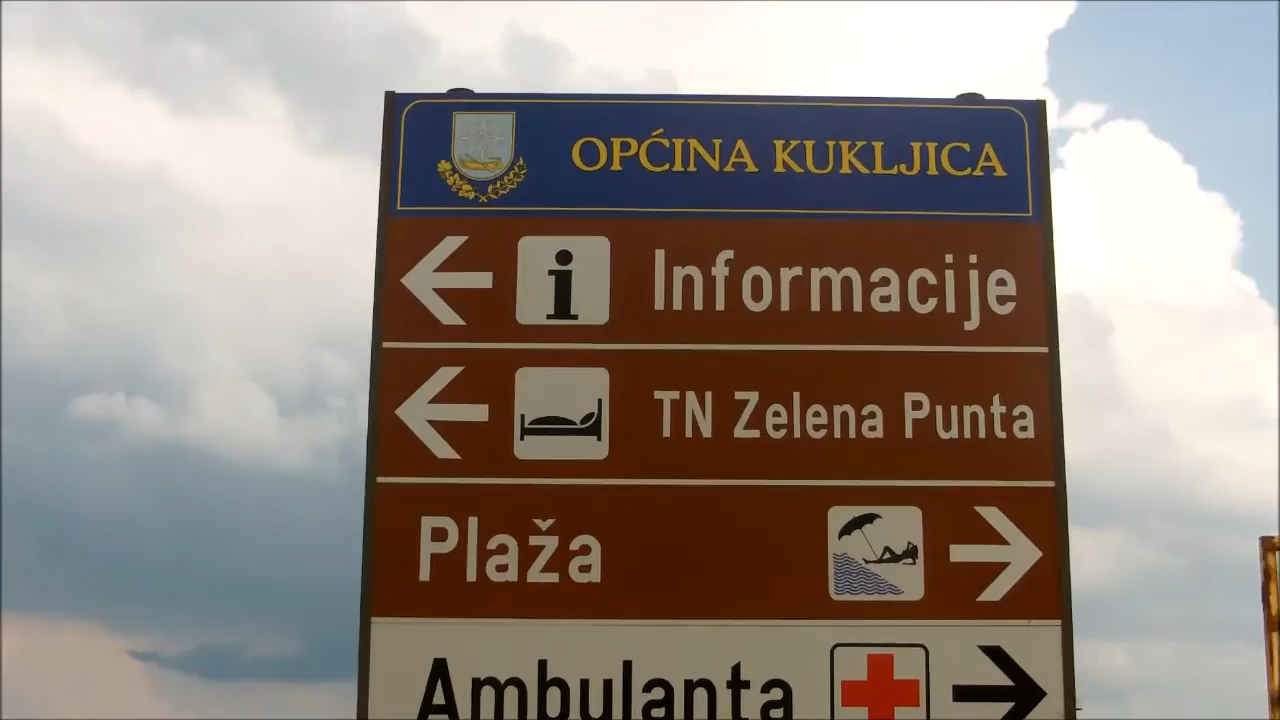 OPĆINA KUKLJICA
i Informacije
TN Zelena Punta
Plaža
Ambulanta